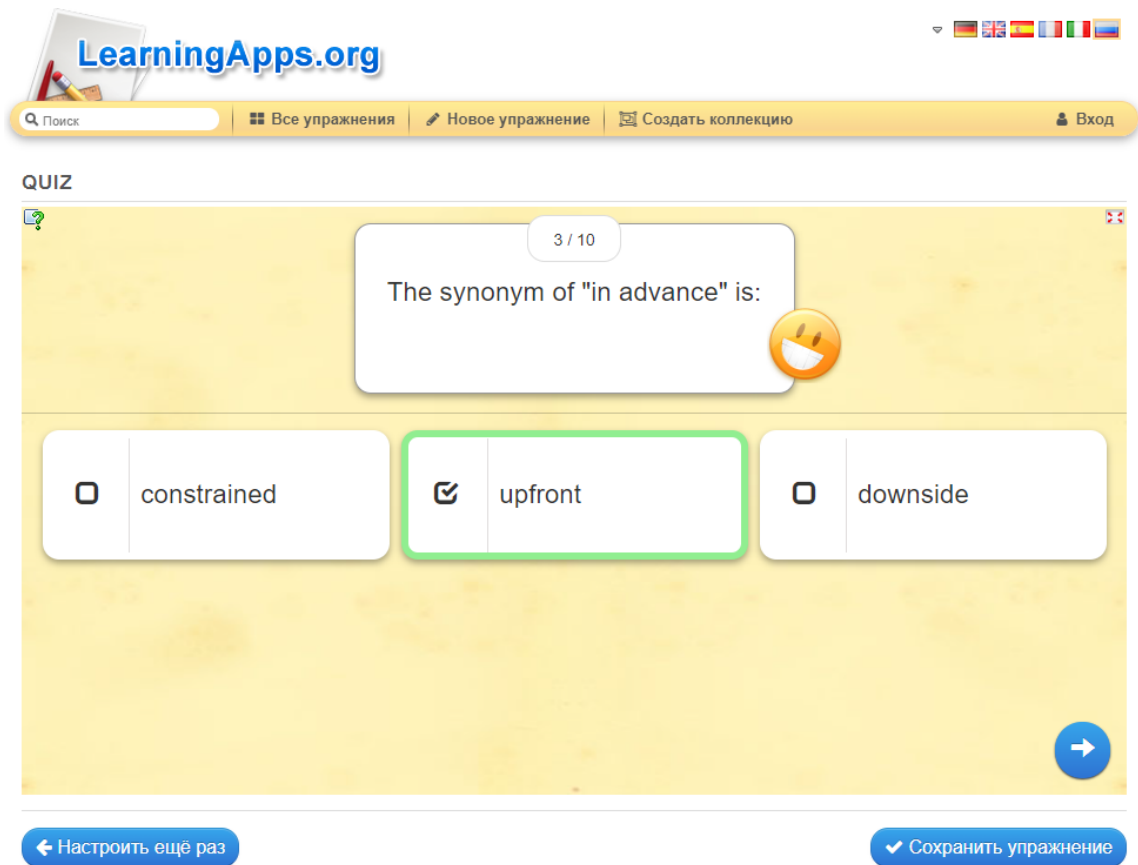 LearningApps.org
Поиск
Все упражнения
Новое упражнение
Создать коллекцию
Вход
QUIZ
3 / 10
The synonym of "in advance" is:
constrained
upfront
downside
Настроить ещё раз
Сохранить упражнение